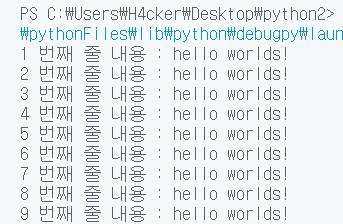 PS C:₩Users₩H4cker₩Desktop₩python2>
₩pythonFiles₩lib₩python₩debugpy₩laun
1 번째 줄 내용 : hello worlds!
2 번째 줄 내용 : hello worlds!
3 번째 줄 내용 : hello worlds!
4 번째 줄 내용 : hello worlds!
5 번째 줄 내용 : hello worlds!
6 번째 줄 내용 : hello worlds!
7 번째 줄 내용 : hello worlds!
8 번째 줄 내용 : hello worlds!
9 번째 줄 내용 : hello worlds!